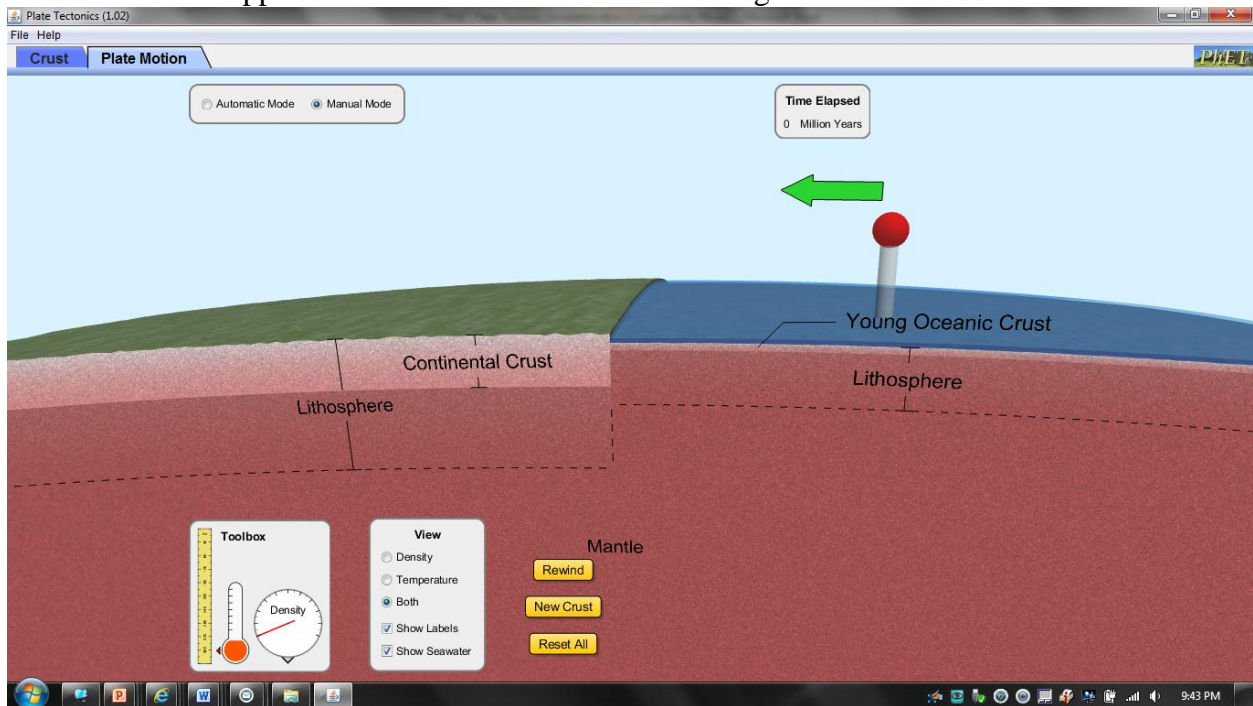 Plate Tectonics (1.02)
File Help
Crust Plate Motion
PhET
Automatic Mode Manual Mode
Time Elapsed
0 Million Years
Young Oceanic Crust
Continental Crust
Lithosphere
Lithosphere
Toolbox
Density
View
Density
Temperature
Both
Show Labels
Show Seawater
Mantle
Rewind
New Crust
Reset All
9:43 PM